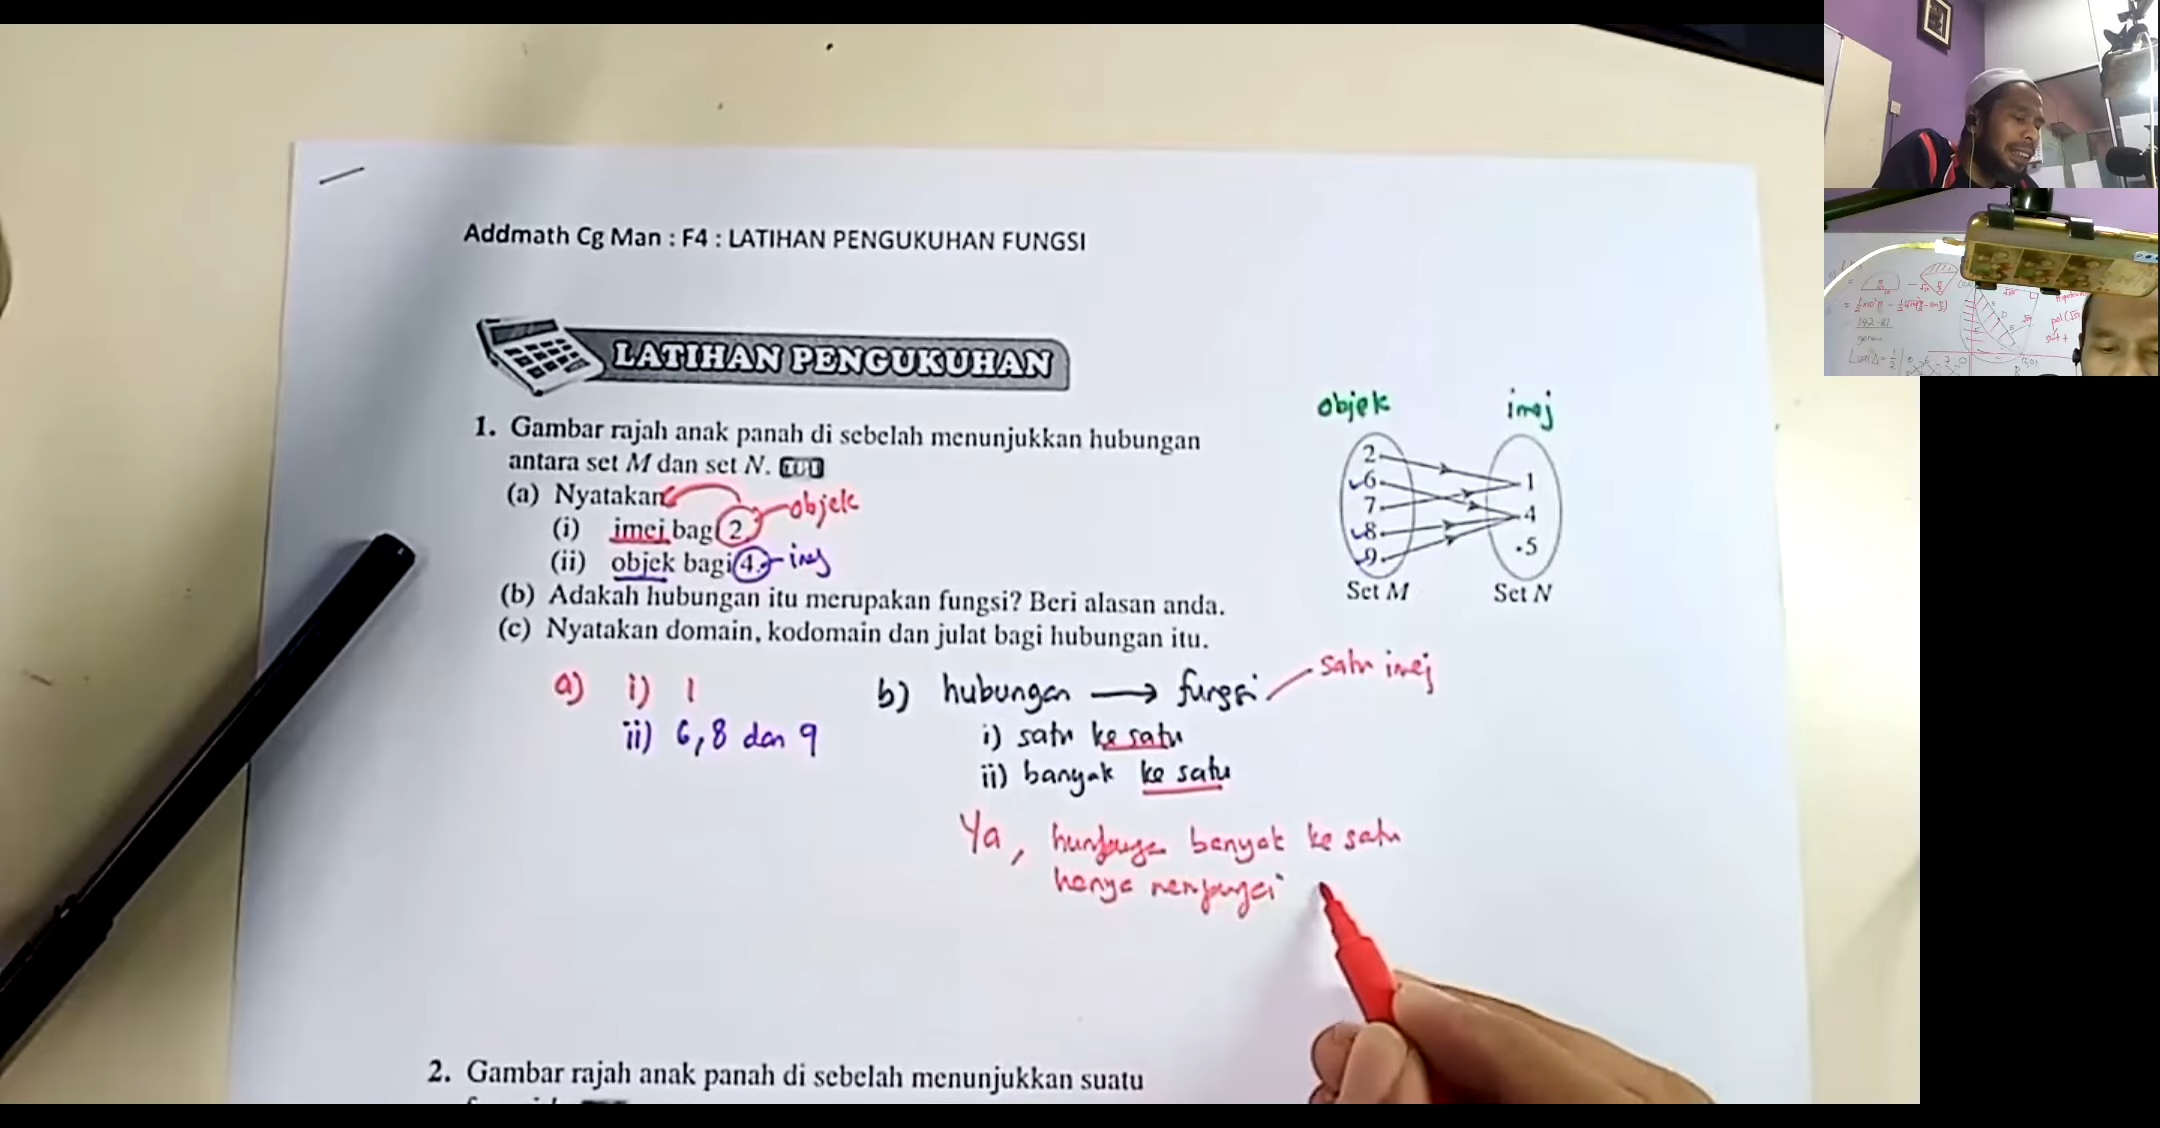 Addmath Cg Man : F4 : LATIHAN PENGUKUHAN FUNGSI
LATIHAN PENGUKUHAN
1. Gambar rajah anak panah di sebelah menunjukkan hubungan
antara set M dan set N.
(a) Nyatakan
(i) imej bagi 2 objek
(ii) objek bagi 4 imej
(b) Adakah hubungan itu merupakan fungsi? Beri alasan anda.
(c) Nyatakan domain, kodomain dan julat bagi hubungan itu.
objek imej
2
6
7
8
9
1
4
5
Set M Set N
a) i) 1
ii) 6, 8 dan 9
b) hubungan → fungsi satu imej
i) satu ke satu
ii) banyak ke satu
Ya, hubungan banyak ke satu
hanya mempunyai
2. Gambar rajah anak panah di sebelah menunjukkan suatu
142.81